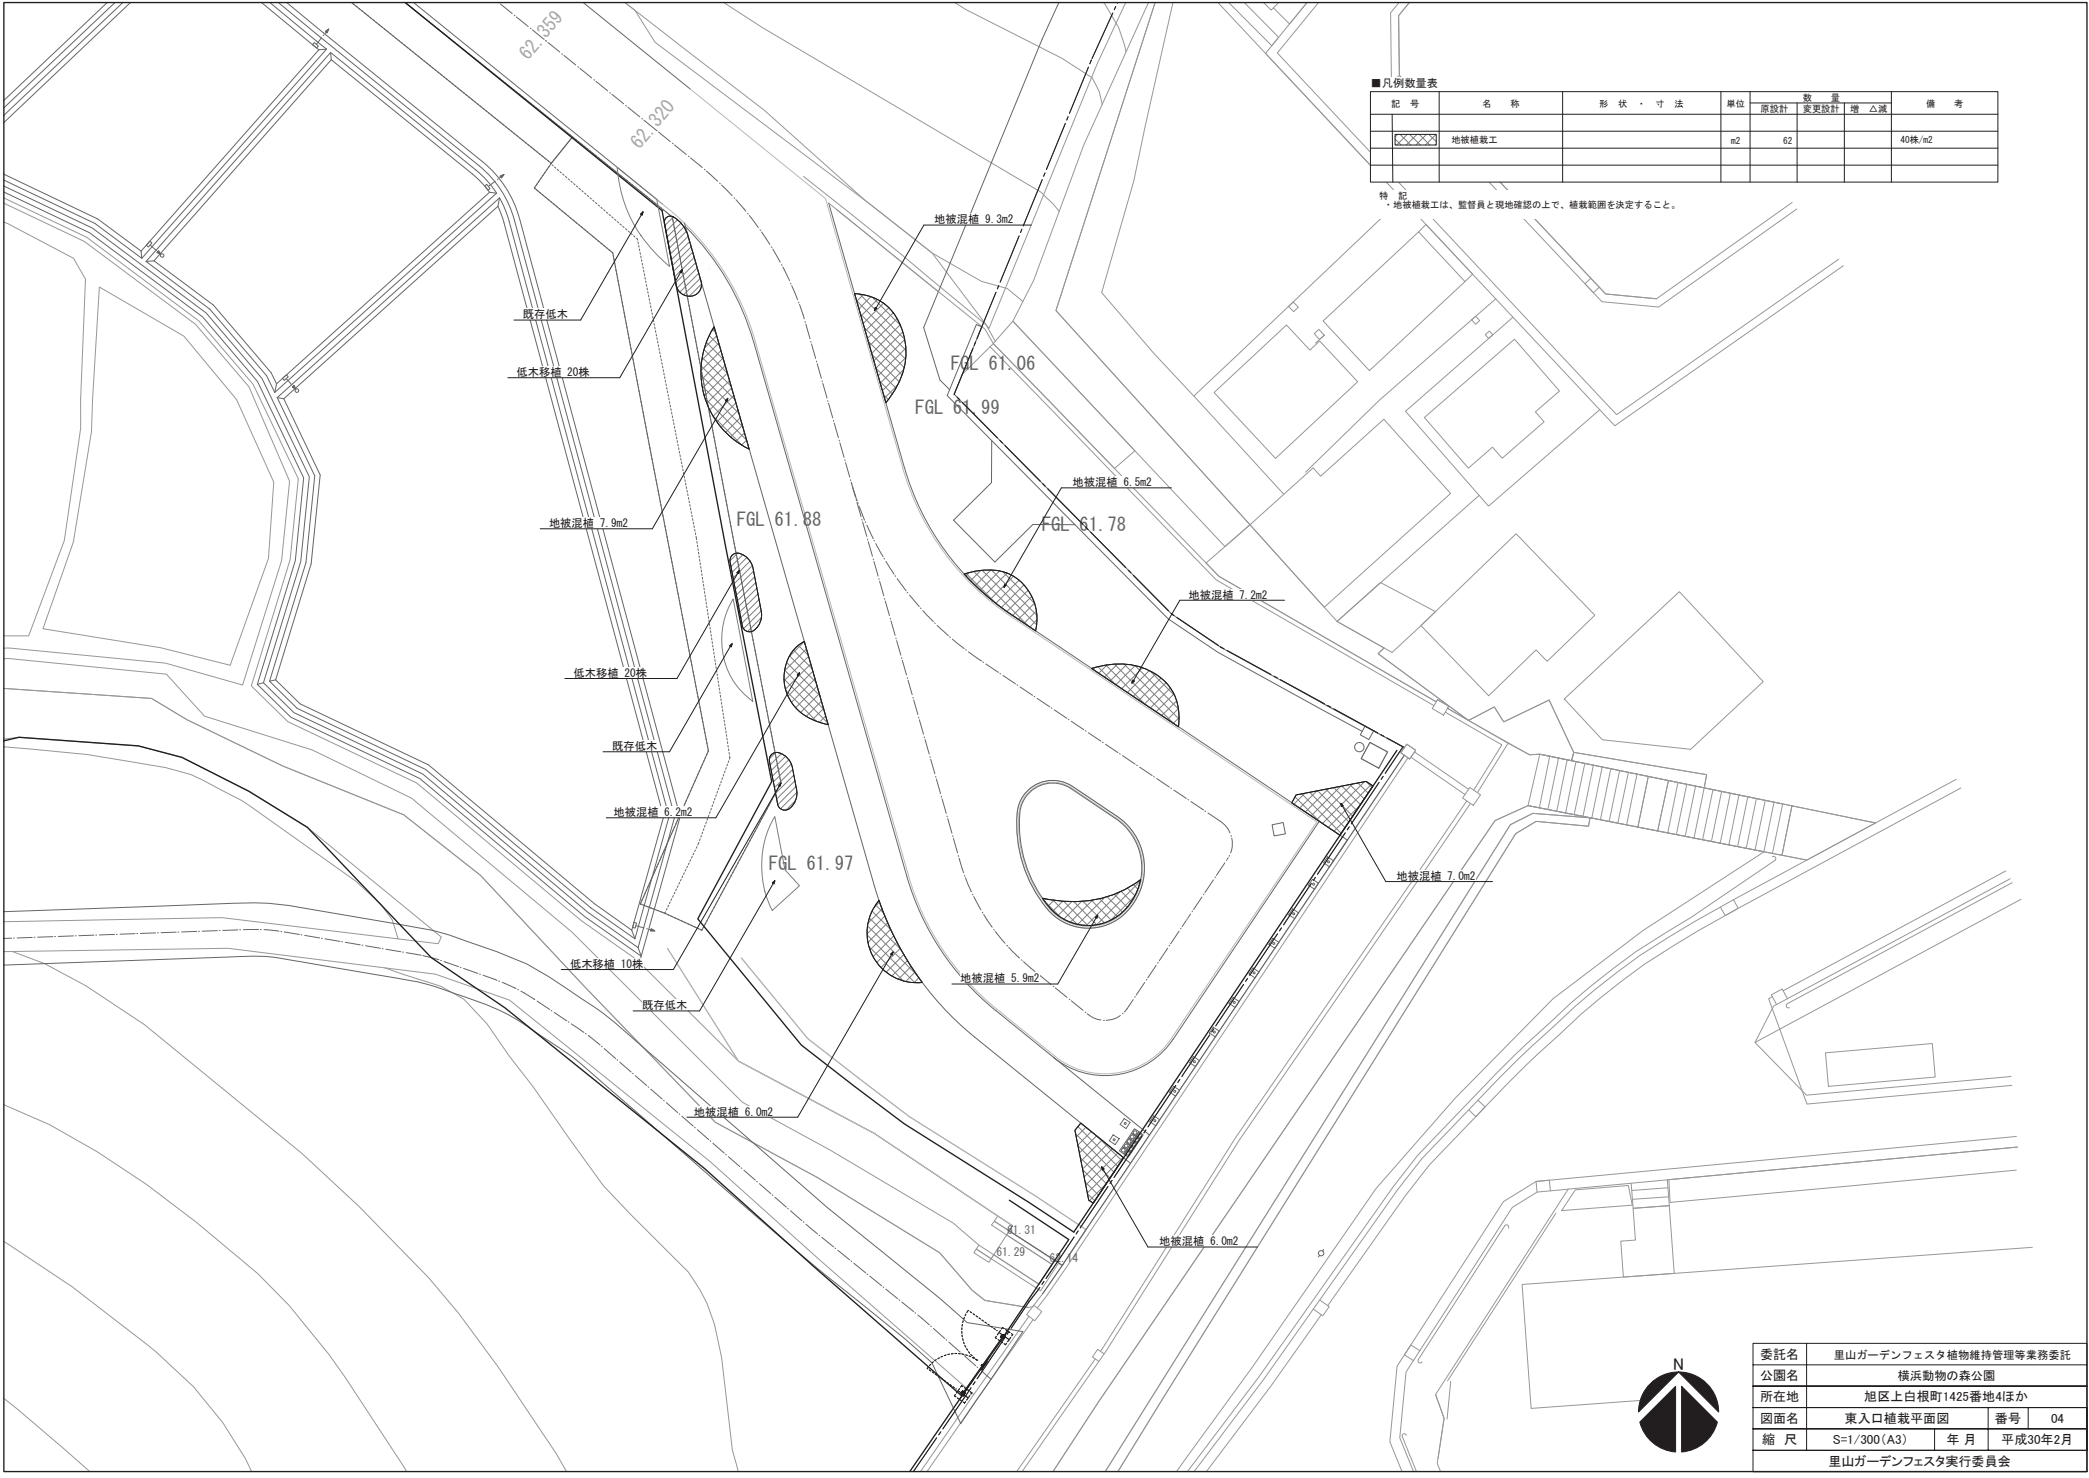 62.359
62.320
■凡例数量表
記 号 名 称 形 状 ・ 寸 法 単位 数 量 備 考
原設計 変更設計 増 △減
地被植栽工 m2 62 40株/m2
特 記
・地被植栽工は、監督員と現地確認の上で、植栽範囲を決定すること。
地被混植 9.3m2
既存低木
低木移植 20株
FGL 61.06
FGL 61.99
地被混植 6.5m2
地被混植 7.9m2
FGL 61.88
FGL 61.78
地被混植 7.2m2
低木移植 20株
既存低木
地被混植 6.2m2
FGL 61.97
地被混植 7.0m2
低木移植 10株
地被混植 5.9m2
既存低木
地被混植 6.0m2
61.31
61.29
地被混植 6.0m2
N
委託名 里山ガーデンフェスタ植物維持管理等業務委託
公園名 横浜動物の森公園
所在地 旭区上白根町1425番地4ほか
図面名 東入口植栽平面図 番号 04
縮 尺 S=1/300(A3) 年 月 平成30年2月
里山ガーデンフェスタ実行委員会